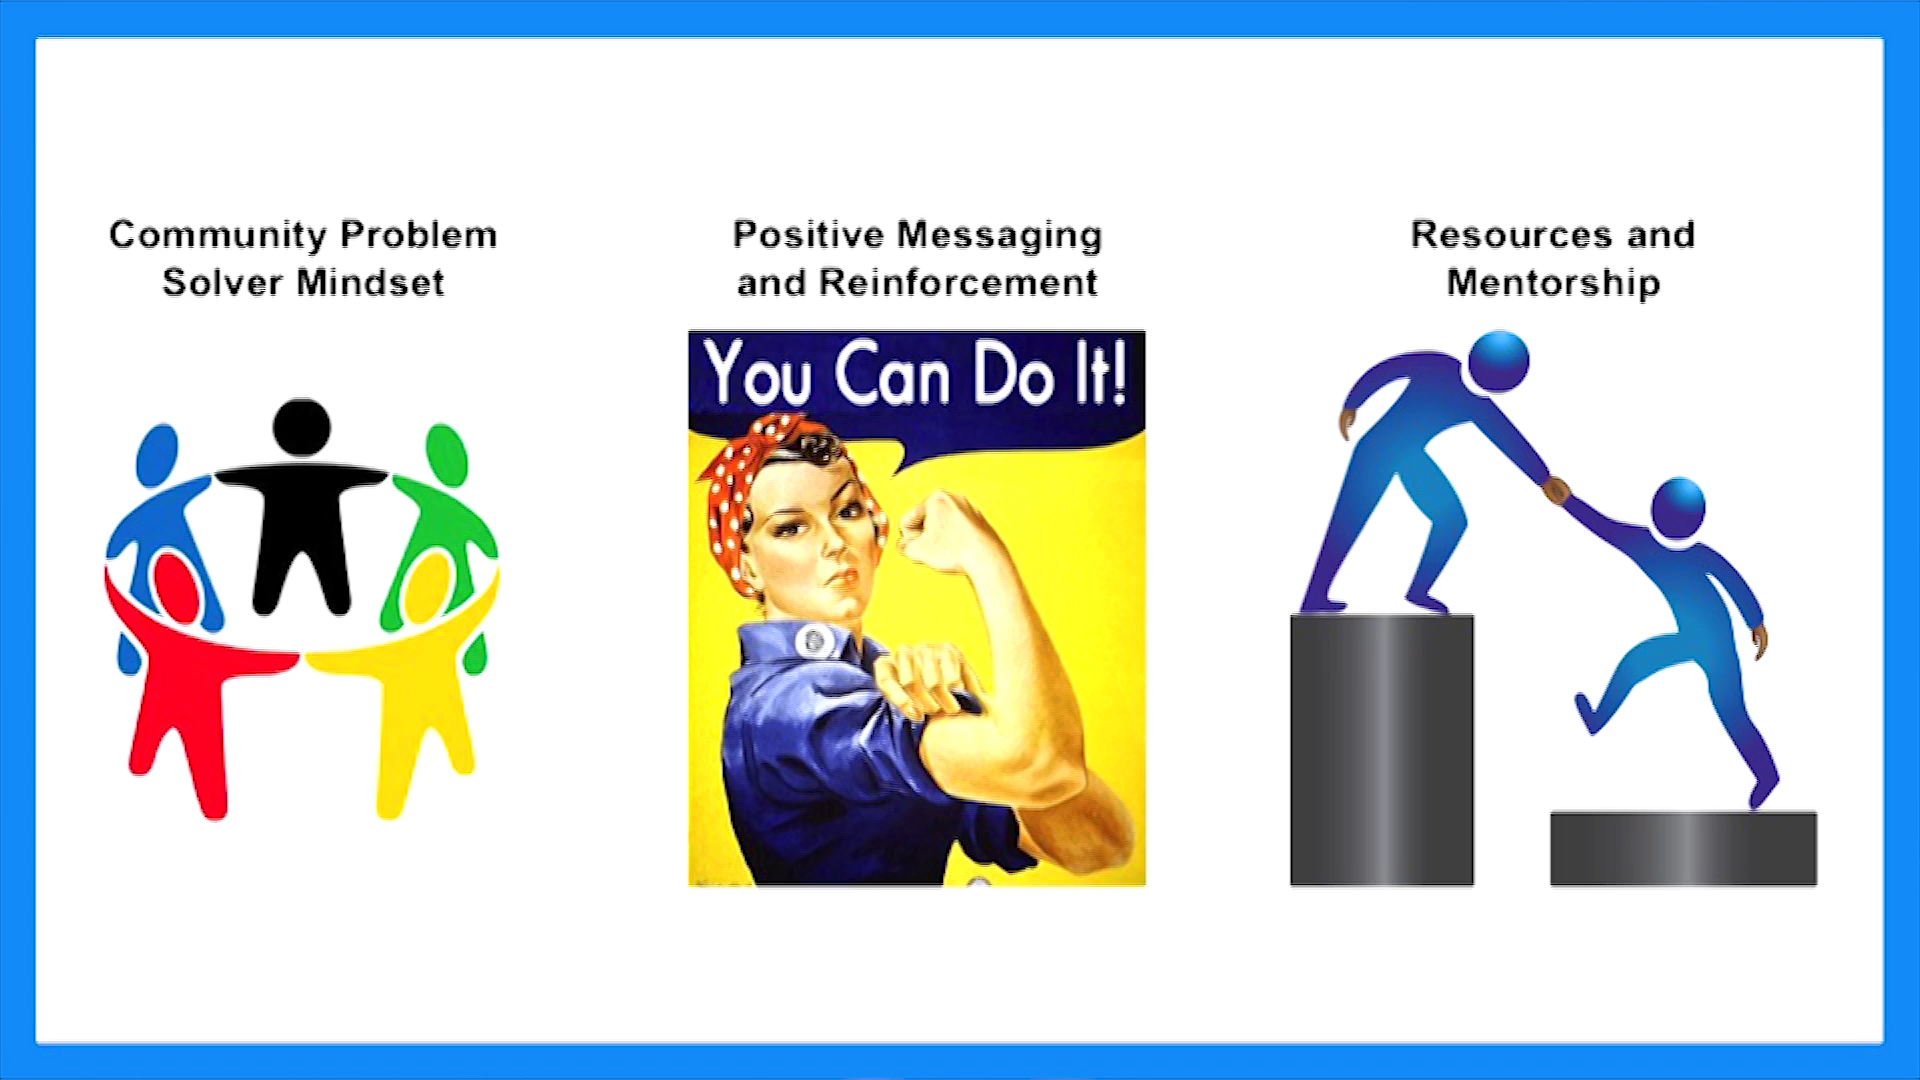 Community Problem
Solver Mindset
Positive Messaging
and Reinforcement
You Can Do It!
Resources and
Mentorship